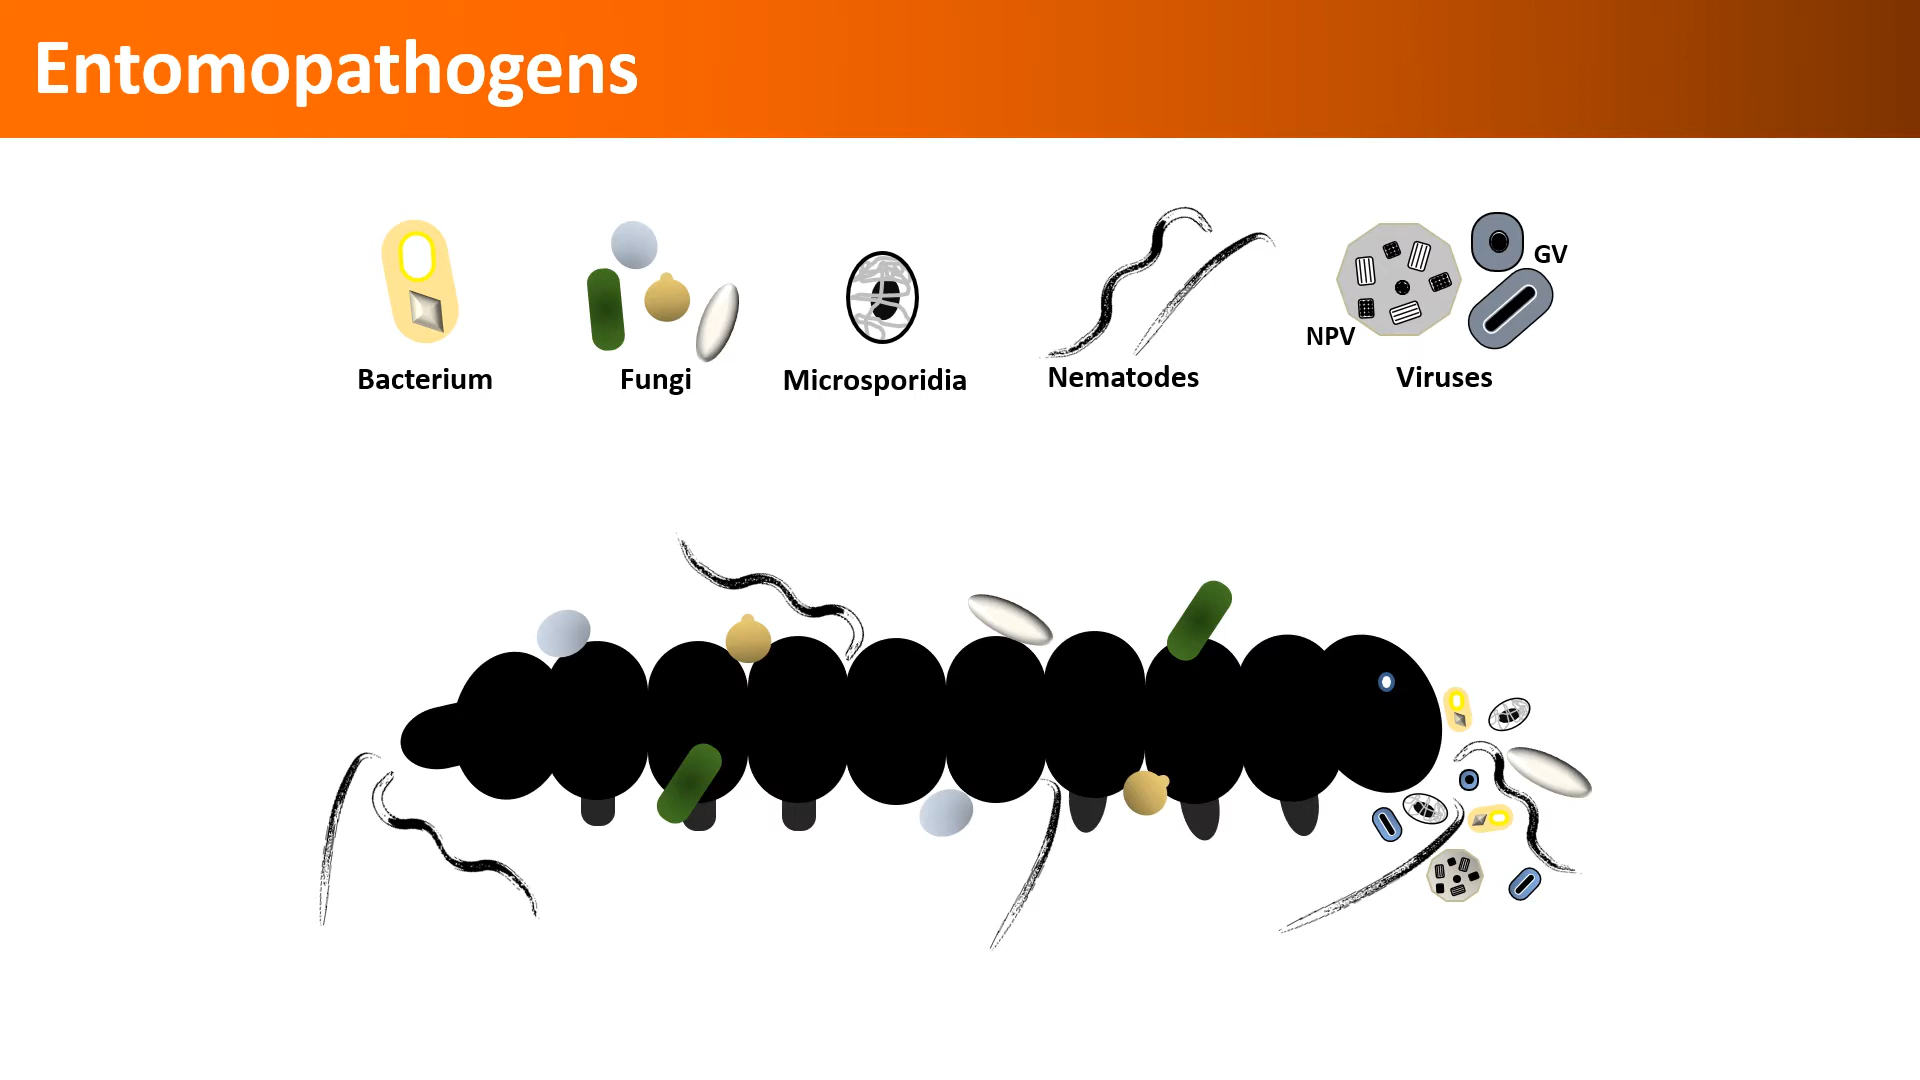 Entomopathogens
GV
NPV
Bacterium
Fungi
Microsporidia
Nematodes
Viruses